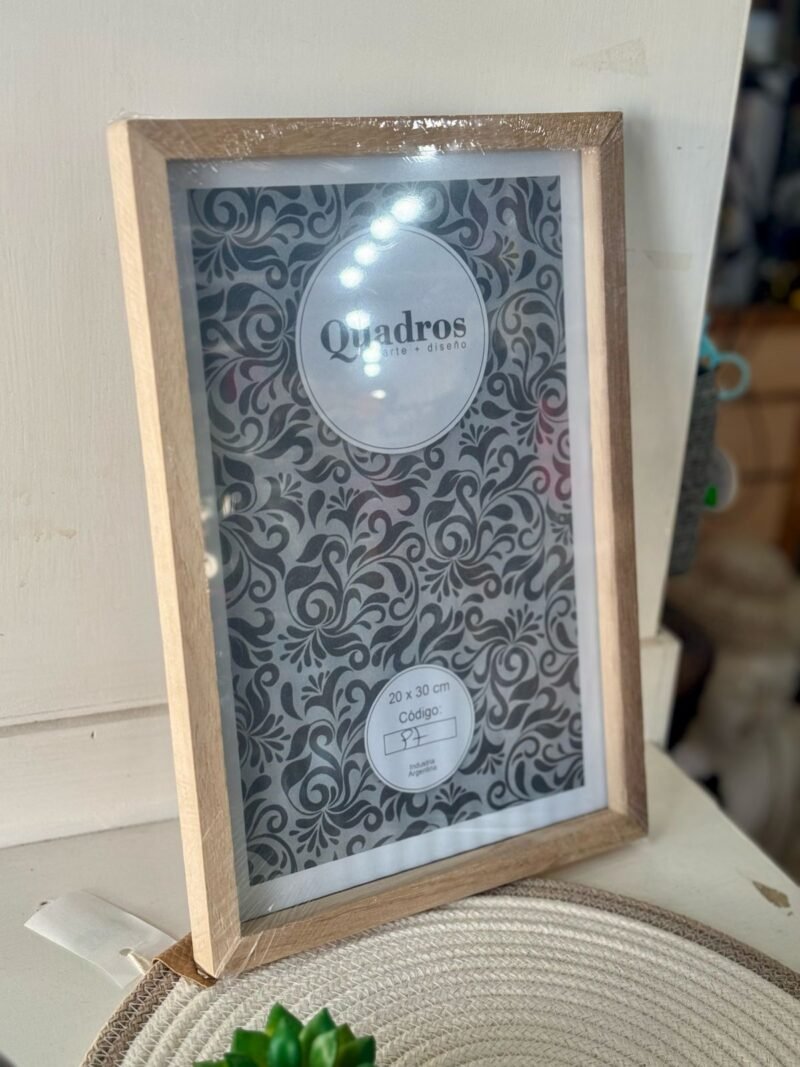 Quadros
arte + diseño
20 x 30 cm
Código:
Industria
Argentina